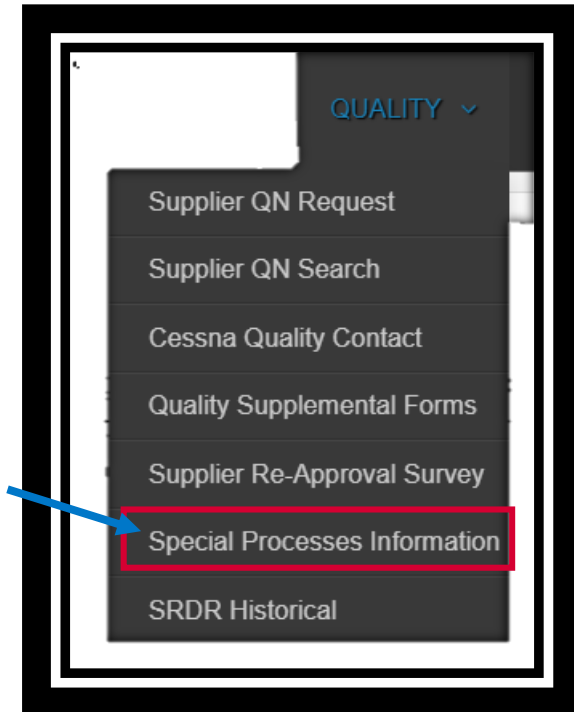 QUALITY
Supplier QN Request
Supplier QN Search
Cessna Quality Contact
Quality Supplemental Forms
Supplier Re-Approval Survey
Special Processes Information
SRDR Historical